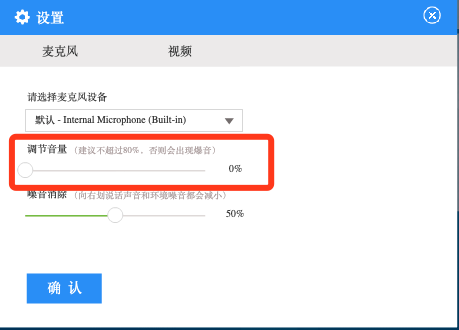 设置
麦克风 视频
请选择麦克风设备
默认 - Internal Microphone (Built-in)
调节音量 (建议不超过80%，否则会出现爆音)
0%
噪音消除 (向右划说话声音和环境噪音都会减小)
50%
确 认